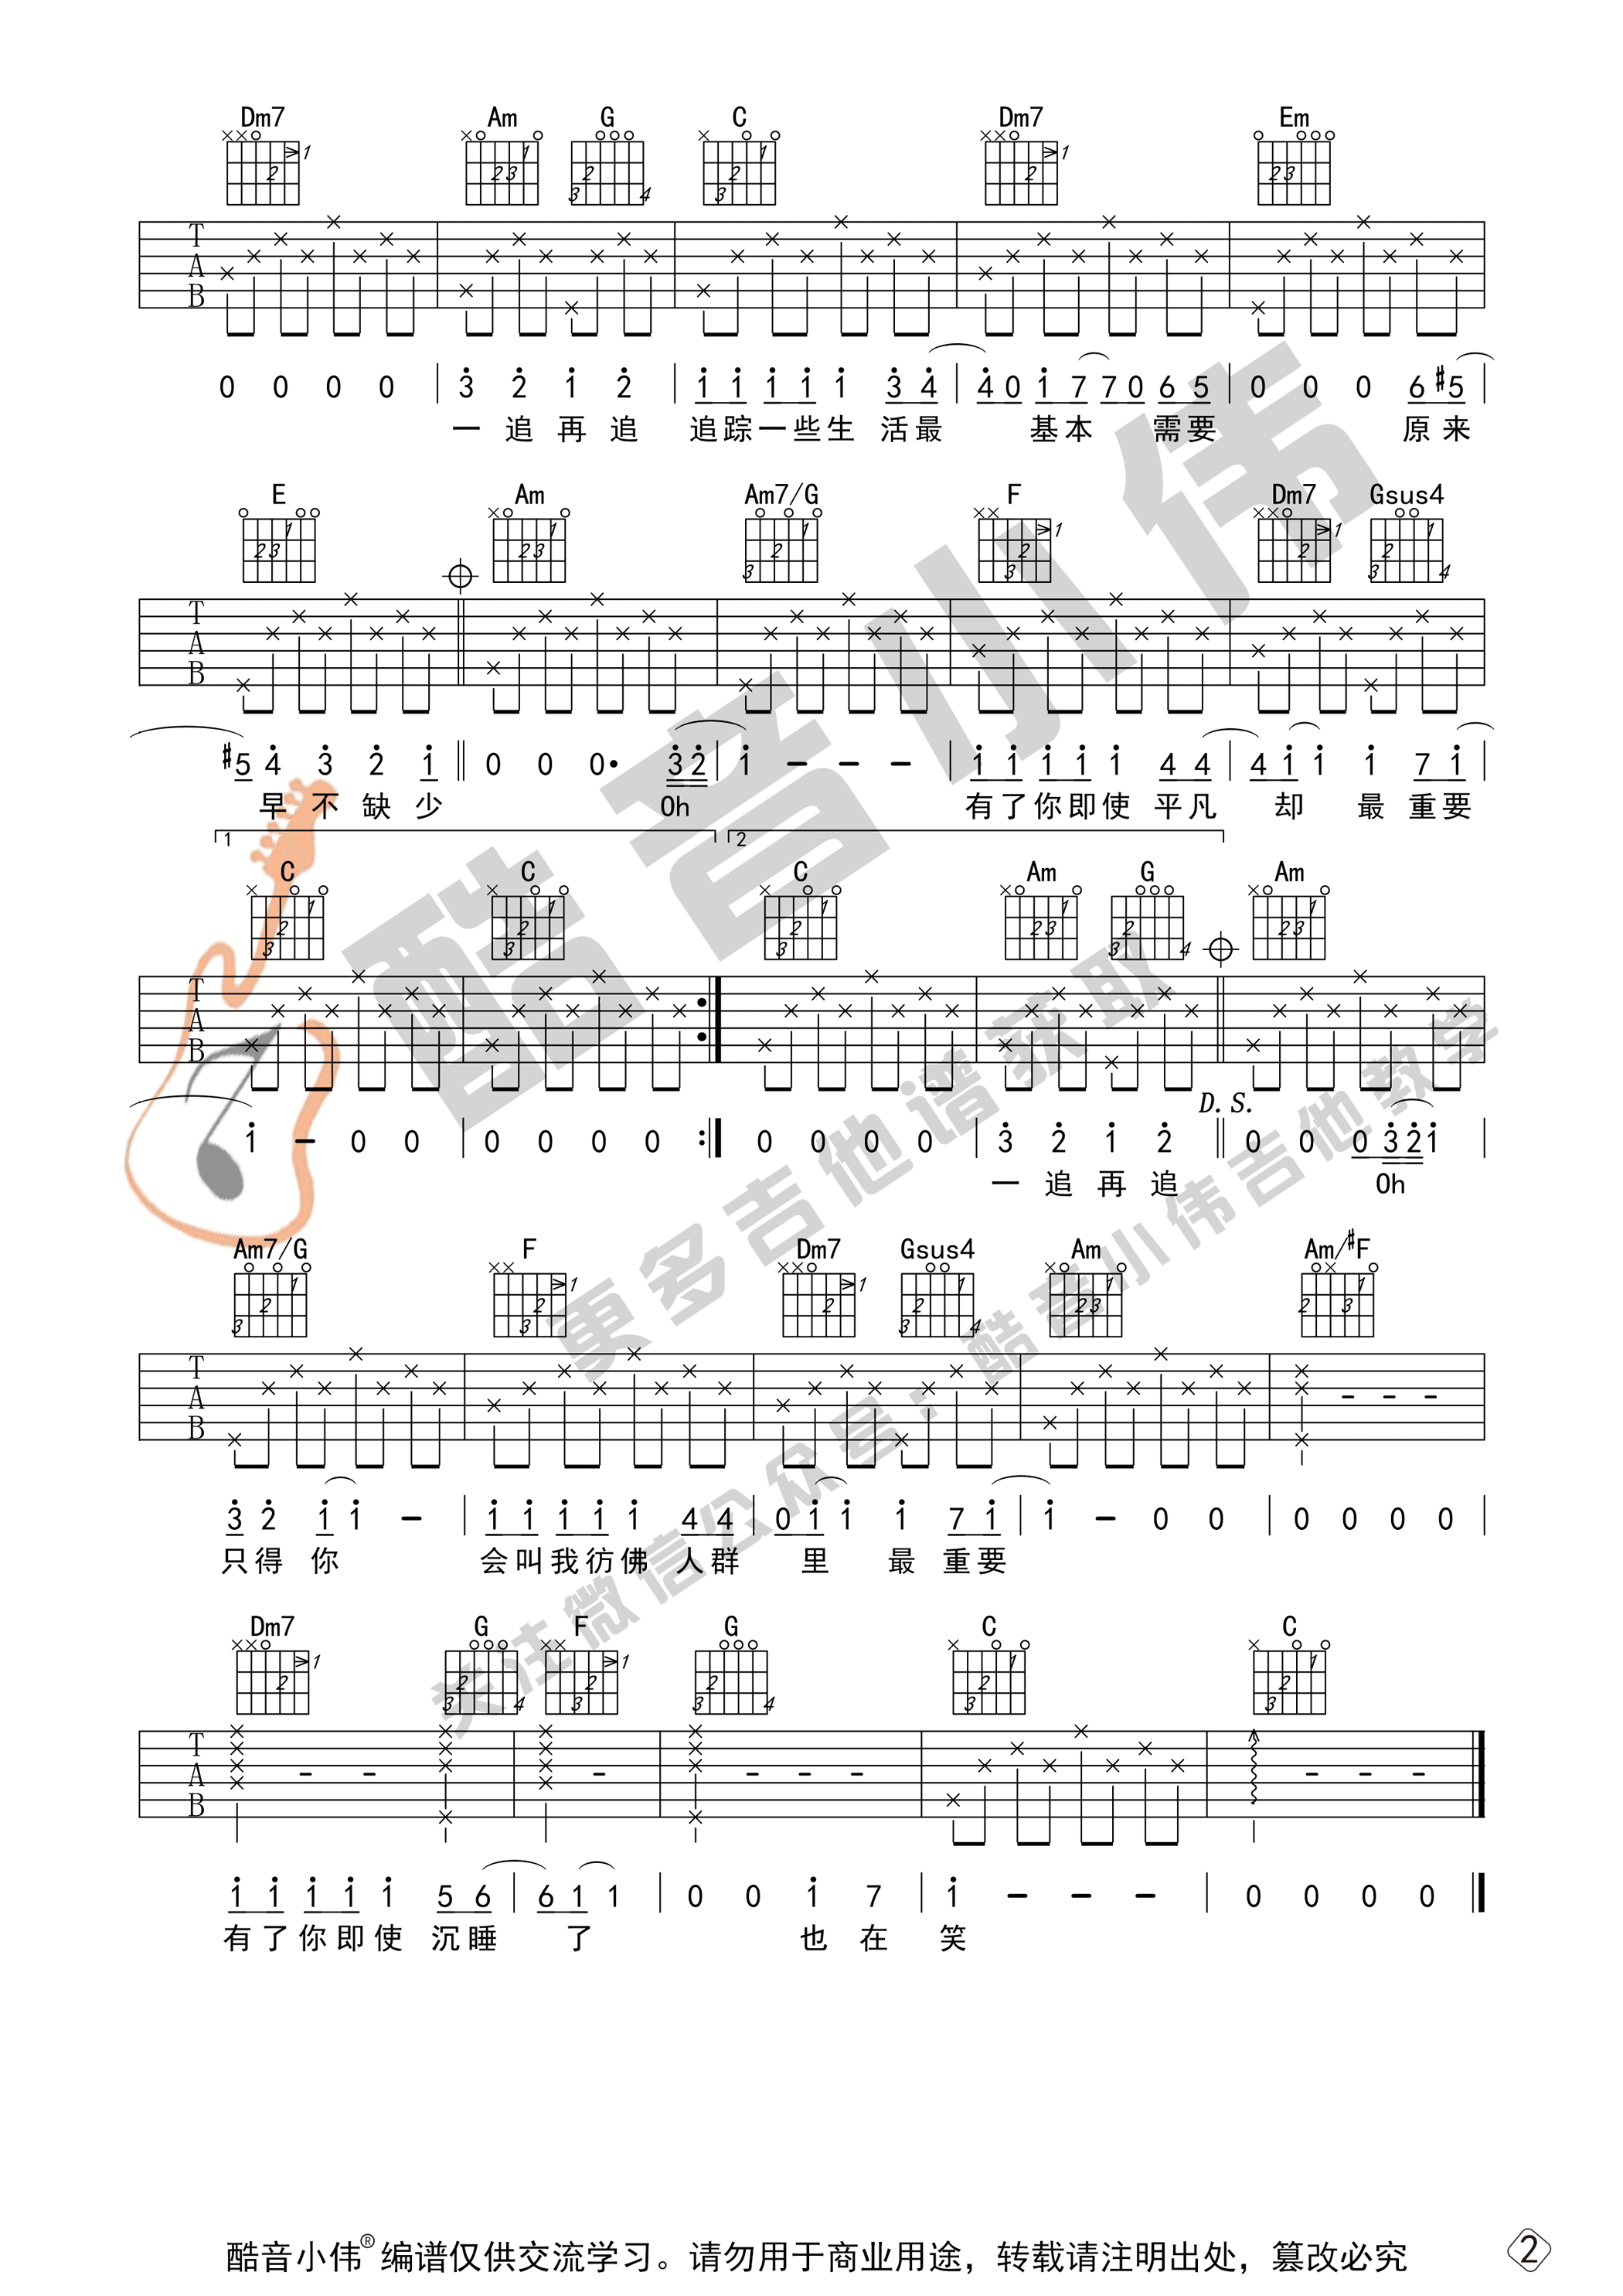 Dm7 Am G C Dm7 Em
T A B
0 0 0 0 | 3 2 1 2 | 1 1 1 1 1 3 4 | 4 0 1 7 7 0 6 5 | 0 0 0 6 #5 |
一 追 再 追 追踪一些生 活最 基本 需要 原来
E Am Am7/G F Dm7 Gsus4
T A B
#5 4 3 2 1 || 0 0 0· 3 2 | 1 - - - | 1 1 1 1 1 4 4 | 4 1 1 1 7 1 |
早 不 缺 少 Oh 有了你即使 平凡 却 最 重要
1 2
C C C Am G Am
T A B
D. S.
1 - 0 0 | 0 0 0 0 :| 0 0 0 0 | 3 2 1 2 || 0 0 0 3 2 1 |
一 追 再 追 Oh
Am7/G F Dm7 Gsus4 Am Am/#F
T A B
3 2 1 1 - | 1 1 1 1 1 4 4 | 0 1 1 1 7 1 | 1 - 0 0 | 0 0 0 0 |
只得 你 会叫我彷佛 人群 里 最 重要
Dm7 G F G C C
T A B
1 1 1 1 1 5 6 | 6 1 1 | 0 0 1 7 | 1 - - - | 0 0 0 0 ||
有了你即使 沉睡 了 也 在 笑
酷音小伟
更多吉他谱获取
关注微信公众号：酷音小伟吉他教学
酷音小伟® 编谱仅供交流学习。请勿用于商业用途，转载请注明出处，篡改必究
2